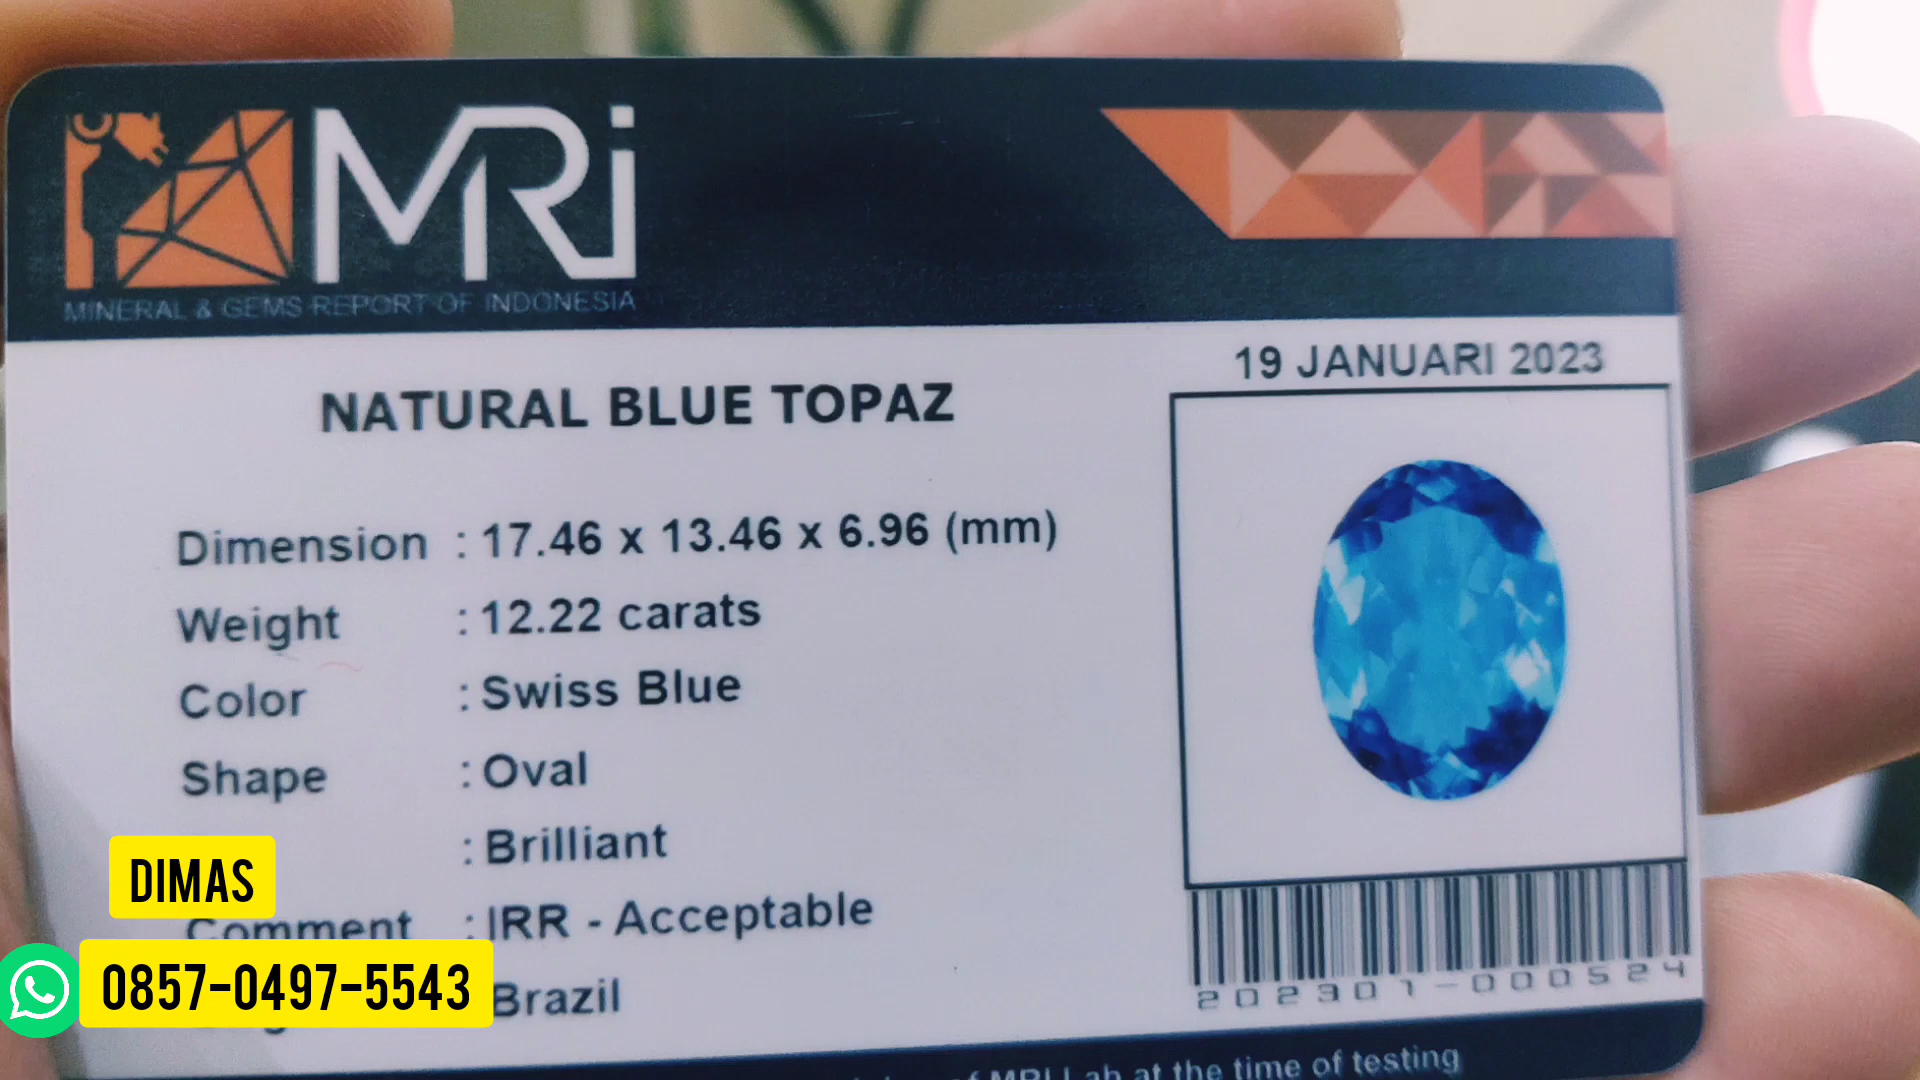 MRi
MINERAL & GEMS REPORT OF INDONESIA
19 JANUARI 2023
NATURAL BLUE TOPAZ
Dimension : 17.46 x 13.46 x 6.96 (mm)
Weight : 12.22 carats
Color : Swiss Blue
Shape : Oval
: Brilliant
DIMAS
Comment : IRR - Acceptable
0857-0497-5543
Brazil
202301-000524
of MRI Lab at the time of testing